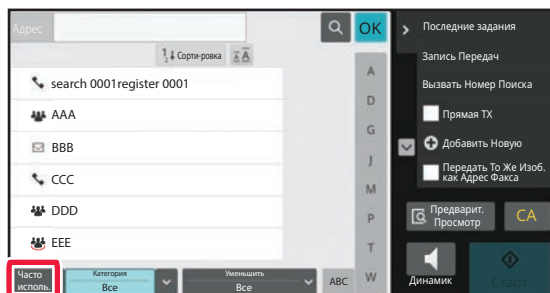 Адрес
OK
1 2 Сорти-ровка
A A
search 0001register 0001
AAA
BBB
CCC
DDD
EEE
A
D
G
J
M
P
T
W
Часто
исполь.
Категория
Все
Уменьшить
Все
ABC
Последние задания
Запись Передач
Вызвать Номер Поиска
Прямая TX
Добавить Новую
Передать То Же Изоб.
как Адрес Факса
Предварит.
Просмотр
CA
Динамик
Старт